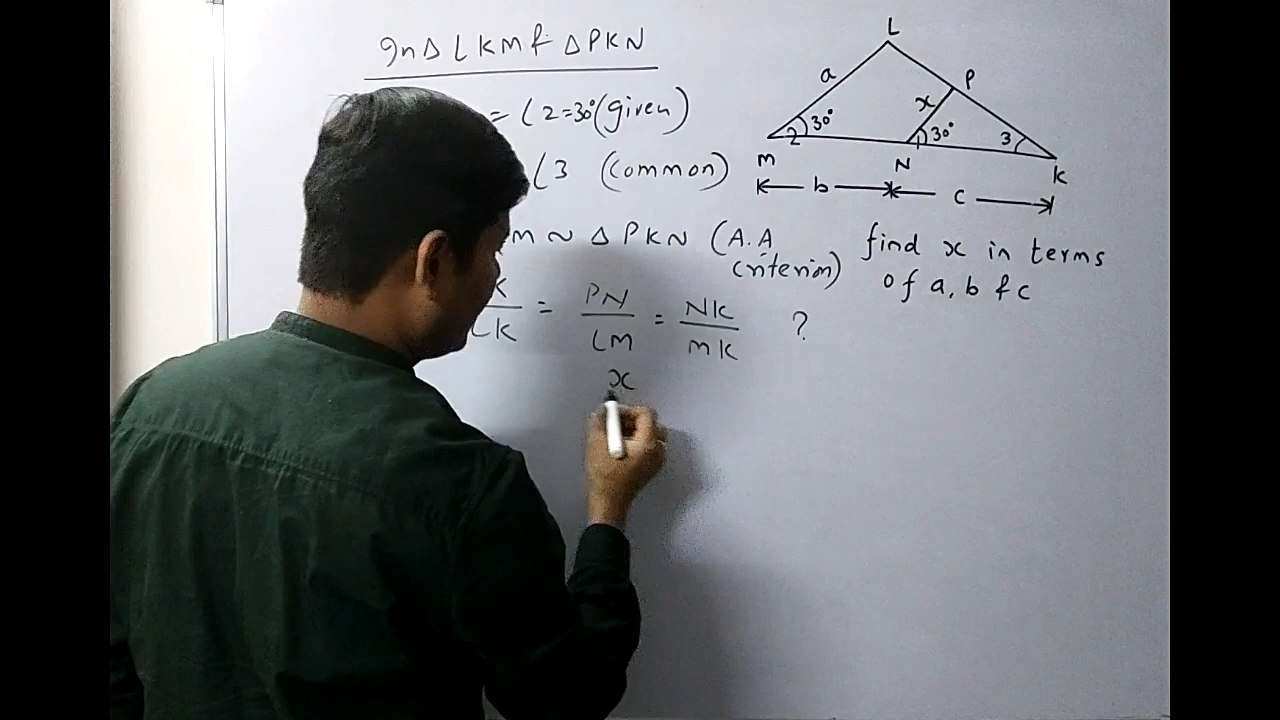 In Δ LKM & Δ PKN
= ∠2 = 30° (given)
∠3 (common)
M ~ Δ PKN (A.A
criterion)
K/LK = PN/LM = NK/MK ?
x
L
a
P
x
30°
2
30°
1
3
M
N
K
b
c
find x in terms
of a, b & c